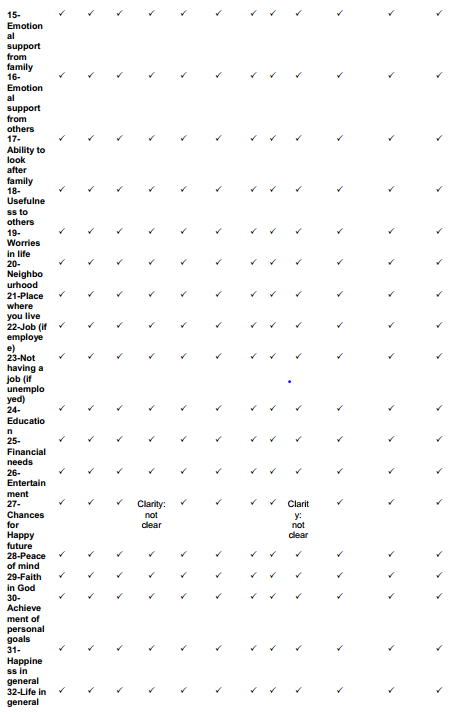 15- ✓ ✓ ✓ ✓ ✓ ✓ ✓ ✓ ✓ ✓ ✓ ✓
Emotion
al
support
from
family
16- ✓ ✓ ✓ ✓ ✓ ✓ ✓ ✓ ✓ ✓ ✓ ✓
Emotion
al
support
from
others
17- ✓ ✓ ✓ ✓ ✓ ✓ ✓ ✓ ✓ ✓ ✓ ✓
Ability to
look
after
family
18- ✓ ✓ ✓ ✓ ✓ ✓ ✓ ✓ ✓ ✓ ✓ ✓
Usefulne
ss to
others
19- ✓ ✓ ✓ ✓ ✓ ✓ ✓ ✓ ✓ ✓ ✓ ✓
Worries
in life
20- ✓ ✓ ✓ ✓ ✓ ✓ ✓ ✓ ✓ ✓ ✓ ✓
Neighbo
urhood
21-Place ✓ ✓ ✓ ✓ ✓ ✓ ✓ ✓ ✓ ✓ ✓ ✓
where
you live
22-Job (if ✓ ✓ ✓ ✓ ✓ ✓ ✓ ✓ ✓ ✓ ✓ ✓
employe
e)
23-Not ✓ ✓ ✓ ✓ ✓ ✓ ✓ ✓ ✓ ✓ ✓ ✓
having a
job (if
unemplo
yed)
24- ✓ ✓ ✓ ✓ ✓ ✓ ✓ ✓ ✓ ✓ ✓ ✓
Educatio
n
25- ✓ ✓ ✓ ✓ ✓ ✓ ✓ ✓ ✓ ✓ ✓ ✓
Financial
needs
26- ✓ ✓ ✓ ✓ ✓ ✓ ✓ ✓ ✓ ✓ ✓ ✓
Entertain
ment
27- ✓ ✓ ✓ Clarity: ✓ ✓ ✓ ✓ Clarit ✓ ✓ ✓
Chances not y:
for clear not
Happy clear
future
28-Peace ✓ ✓ ✓ ✓ ✓ ✓ ✓ ✓ ✓ ✓ ✓ ✓
of mind
29-Faith ✓ ✓ ✓ ✓ ✓ ✓ ✓ ✓ ✓ ✓ ✓ ✓
in God
30- ✓ ✓ ✓ ✓ ✓ ✓ ✓ ✓ ✓ ✓ ✓ ✓
Achieve
ment of
personal
goals
31- ✓ ✓ ✓ ✓ ✓ ✓ ✓ ✓ ✓ ✓ ✓ ✓
Happine
ss in
general
32-Life in ✓ ✓ ✓ ✓ ✓ ✓ ✓ ✓ ✓ ✓ ✓ ✓
general